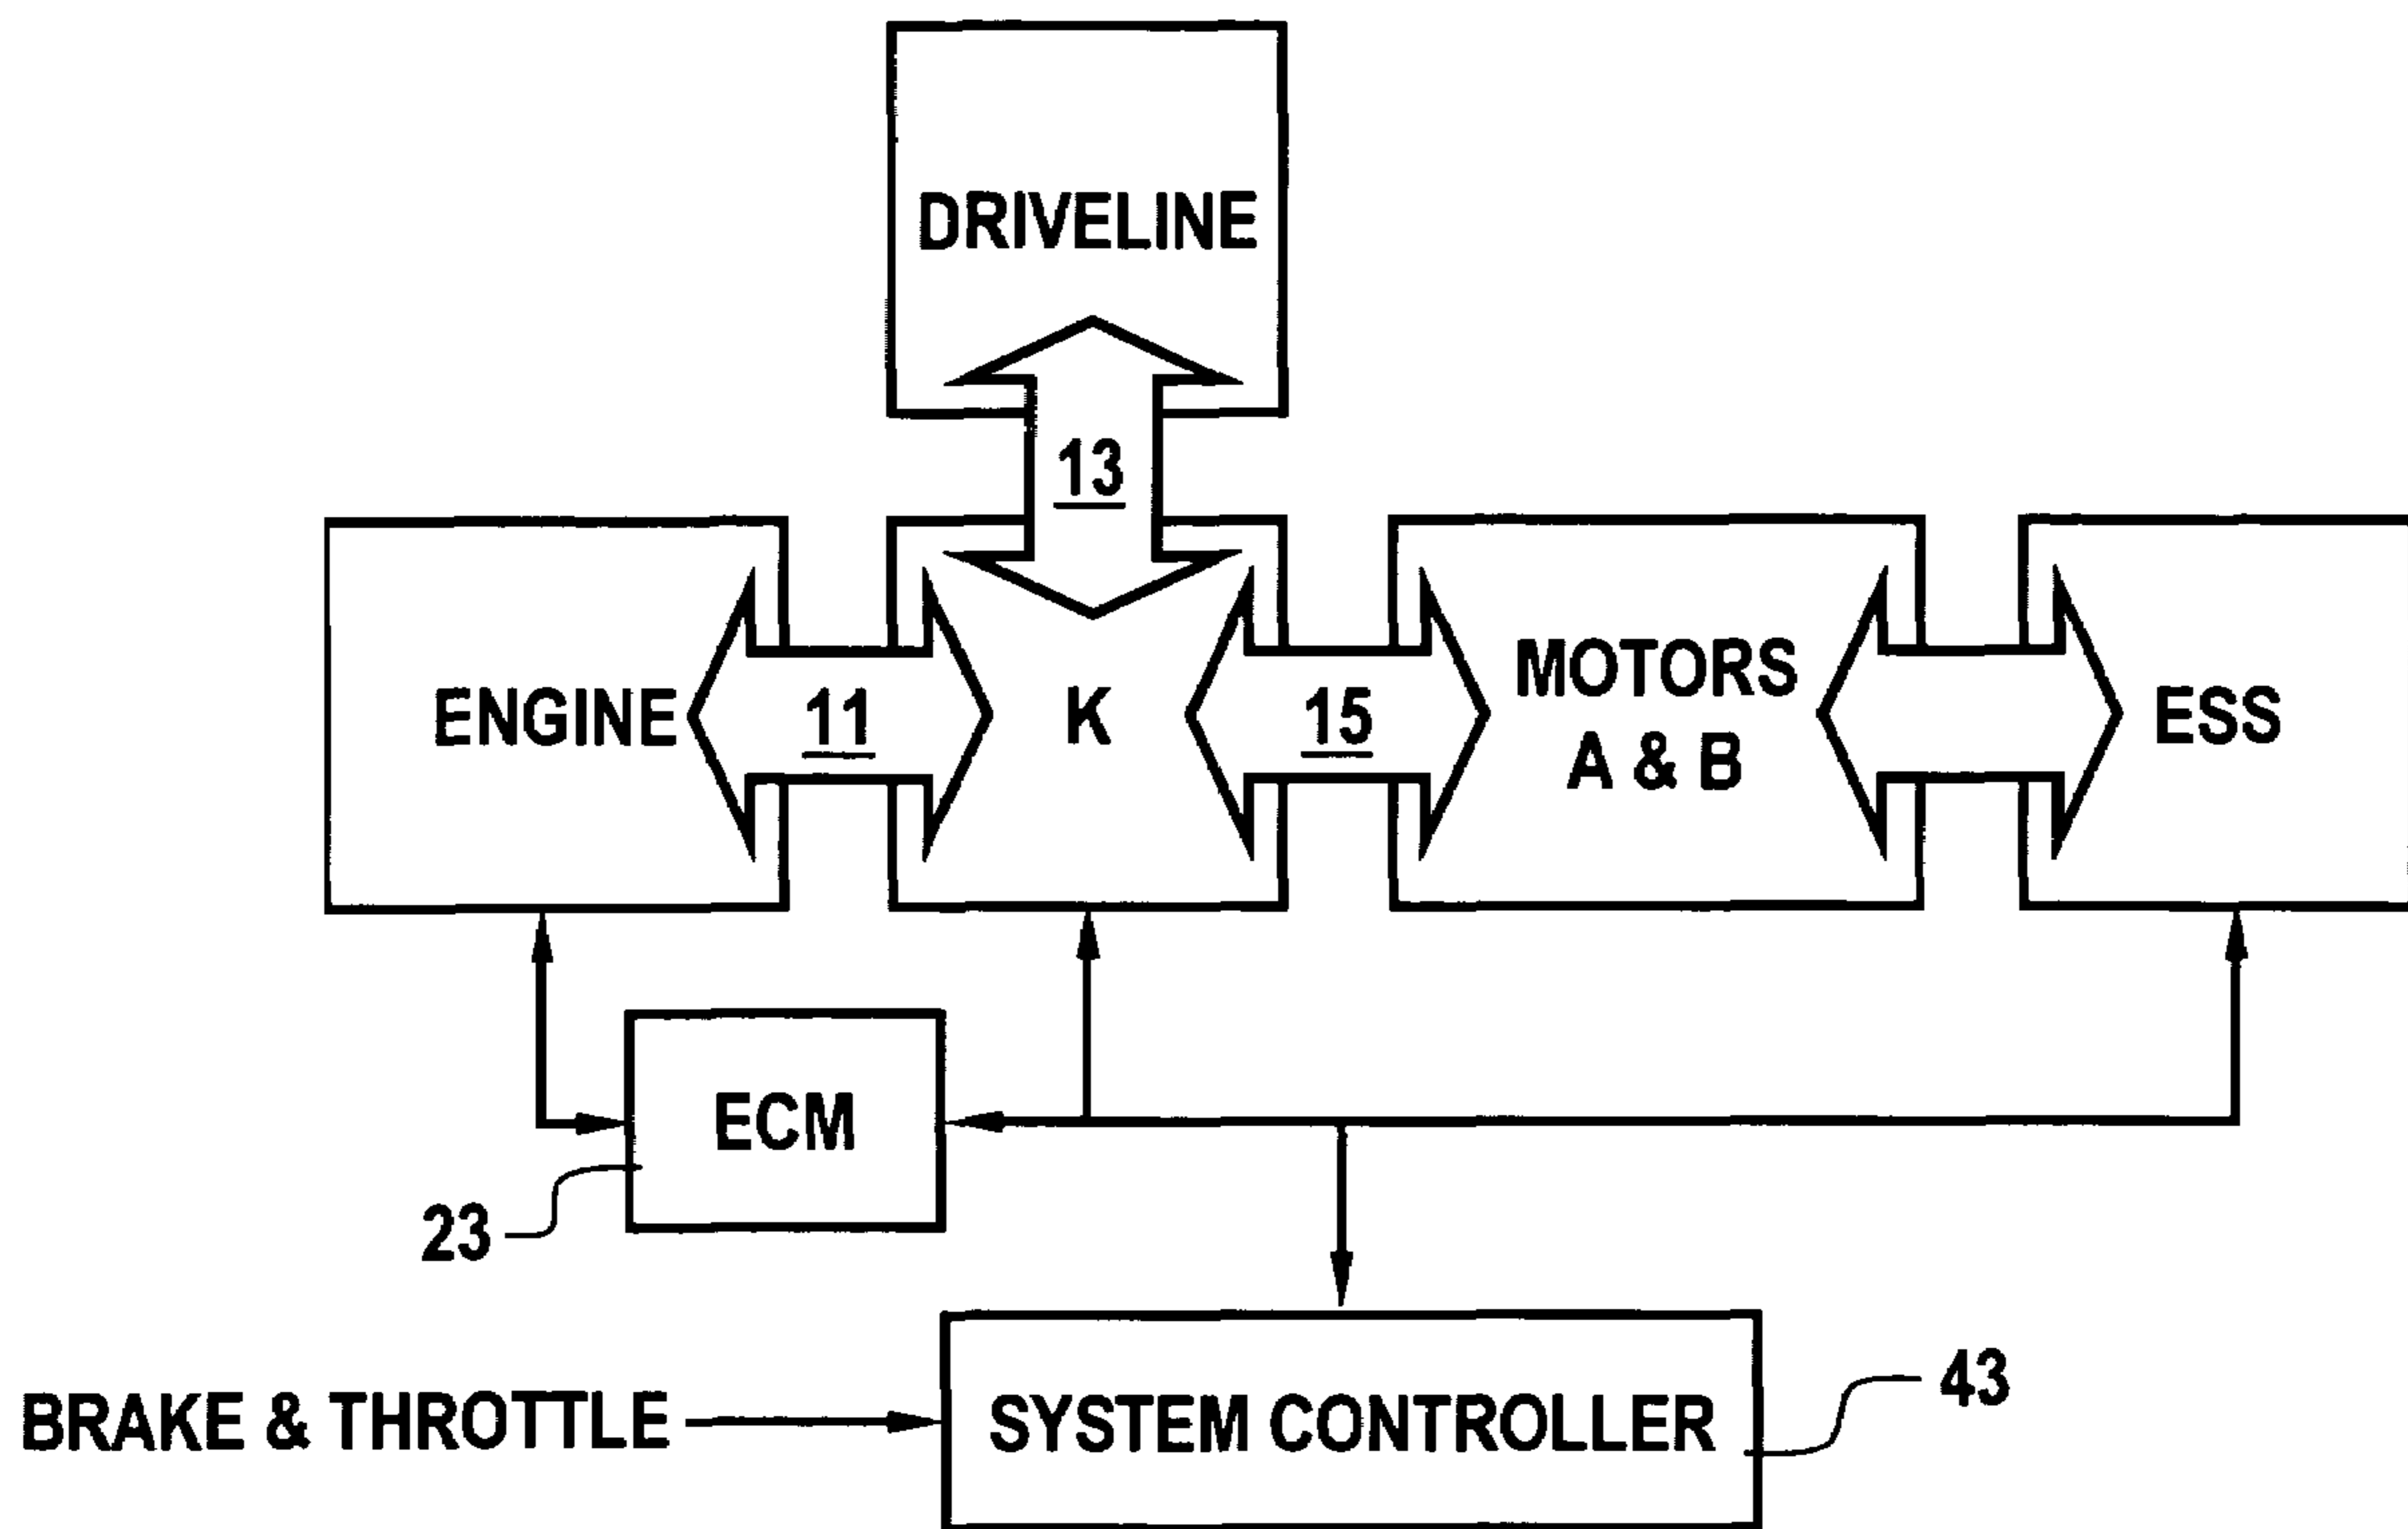 DRIVELINE
13
ENGINE
11
K
15
MOTORS
A & B
ESS
ECM
23
BRAKE & THROTTLE
SYSTEM CONTROLLER
43